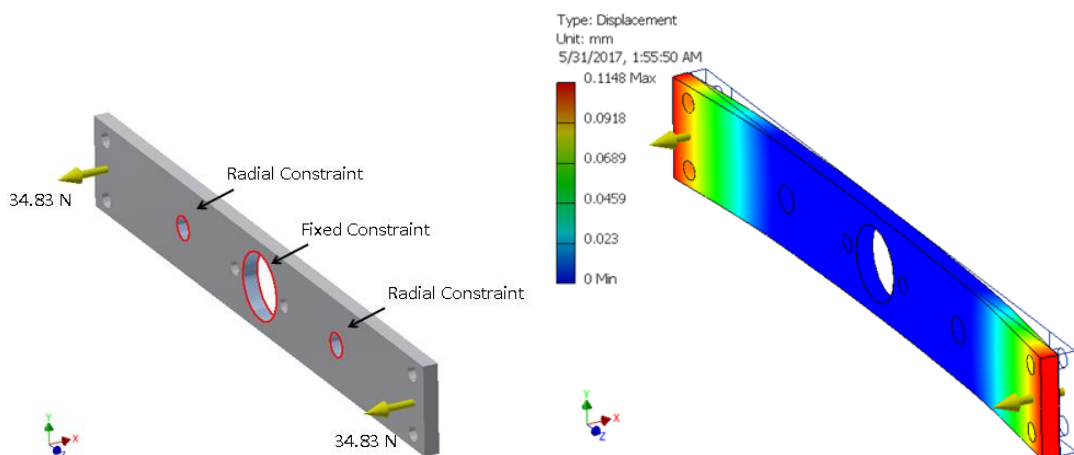 Radial Constraint
Fixed Constraint
Radial Constraint
34.83 N
34.83 N
Y
X
Z
Type: Displacement
Unit: mm
5/31/2017, 1:55:50 AM
0.1148 Max
0.0918
0.0689
0.0459
0.023
0 Min
Y
X
Z